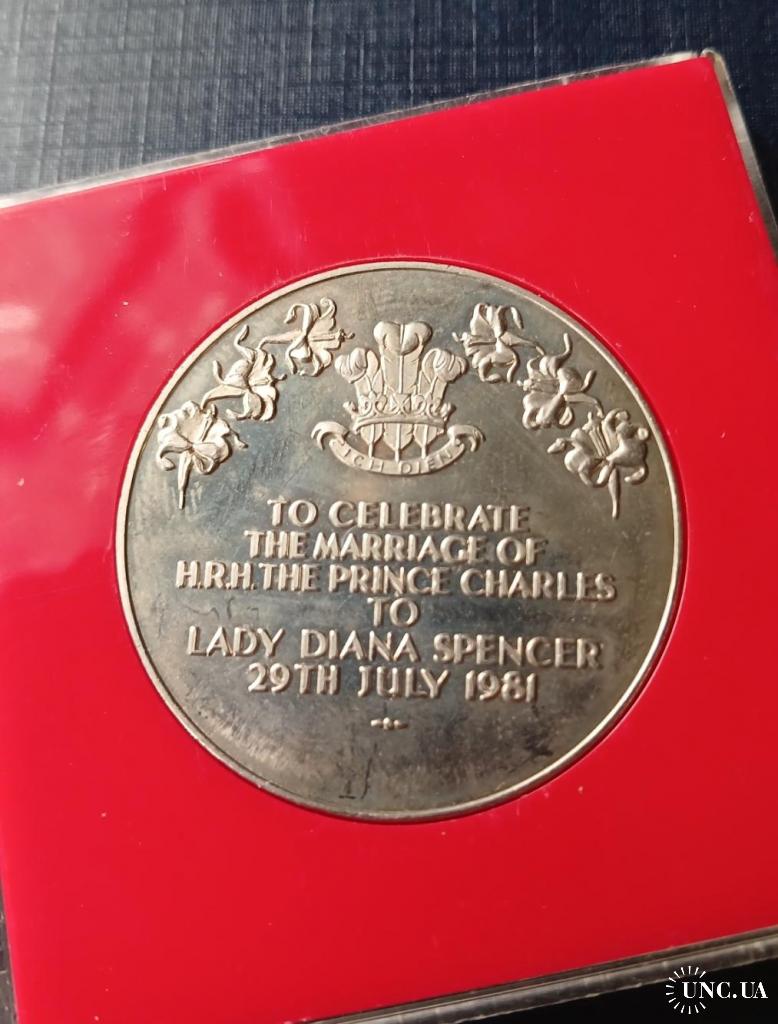 ICH DIEN
TO CELEBRATE
THE MARRIAGE OF
H.R.H. THE PRINCE CHARLES
TO
LADY DIANA SPENCER
29TH JULY 1981
UNC.UA